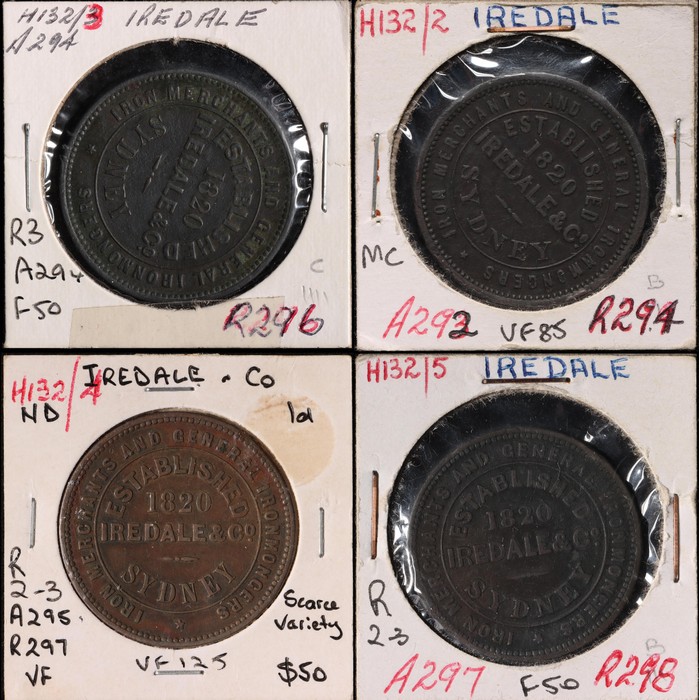 H132/3 IREDALE
A294
IRON MERCHANTS AND GENERAL IRONMONGERS *
ESTABLISHED
1820
IREDALE & Co
SYDNEY
R3
A294
F50
C
R296
H132/2 IREDALE
IRON MERCHANTS AND GENERAL IRONMONGERS *
ESTABLISHED
1820
IREDALE & Co
SYDNEY
MC
B
A292 VF85 R294
H132/4 IREDALE . Co
ND
1d
IRON MERCHANTS AND GENERAL IRONMONGERS *
ESTABLISHED
1820
IREDALE & Co
SYDNEY
R
2-3
A295.
R297
VF
Scarce
Variety
VF125
$50
H132/5 IREDALE
IRON MERCHANTS AND GENERAL IRONMONGERS *
ESTABLISHED
1820
IREDALE & Co
SYDNEY
R
23
B
A297 F50 R298